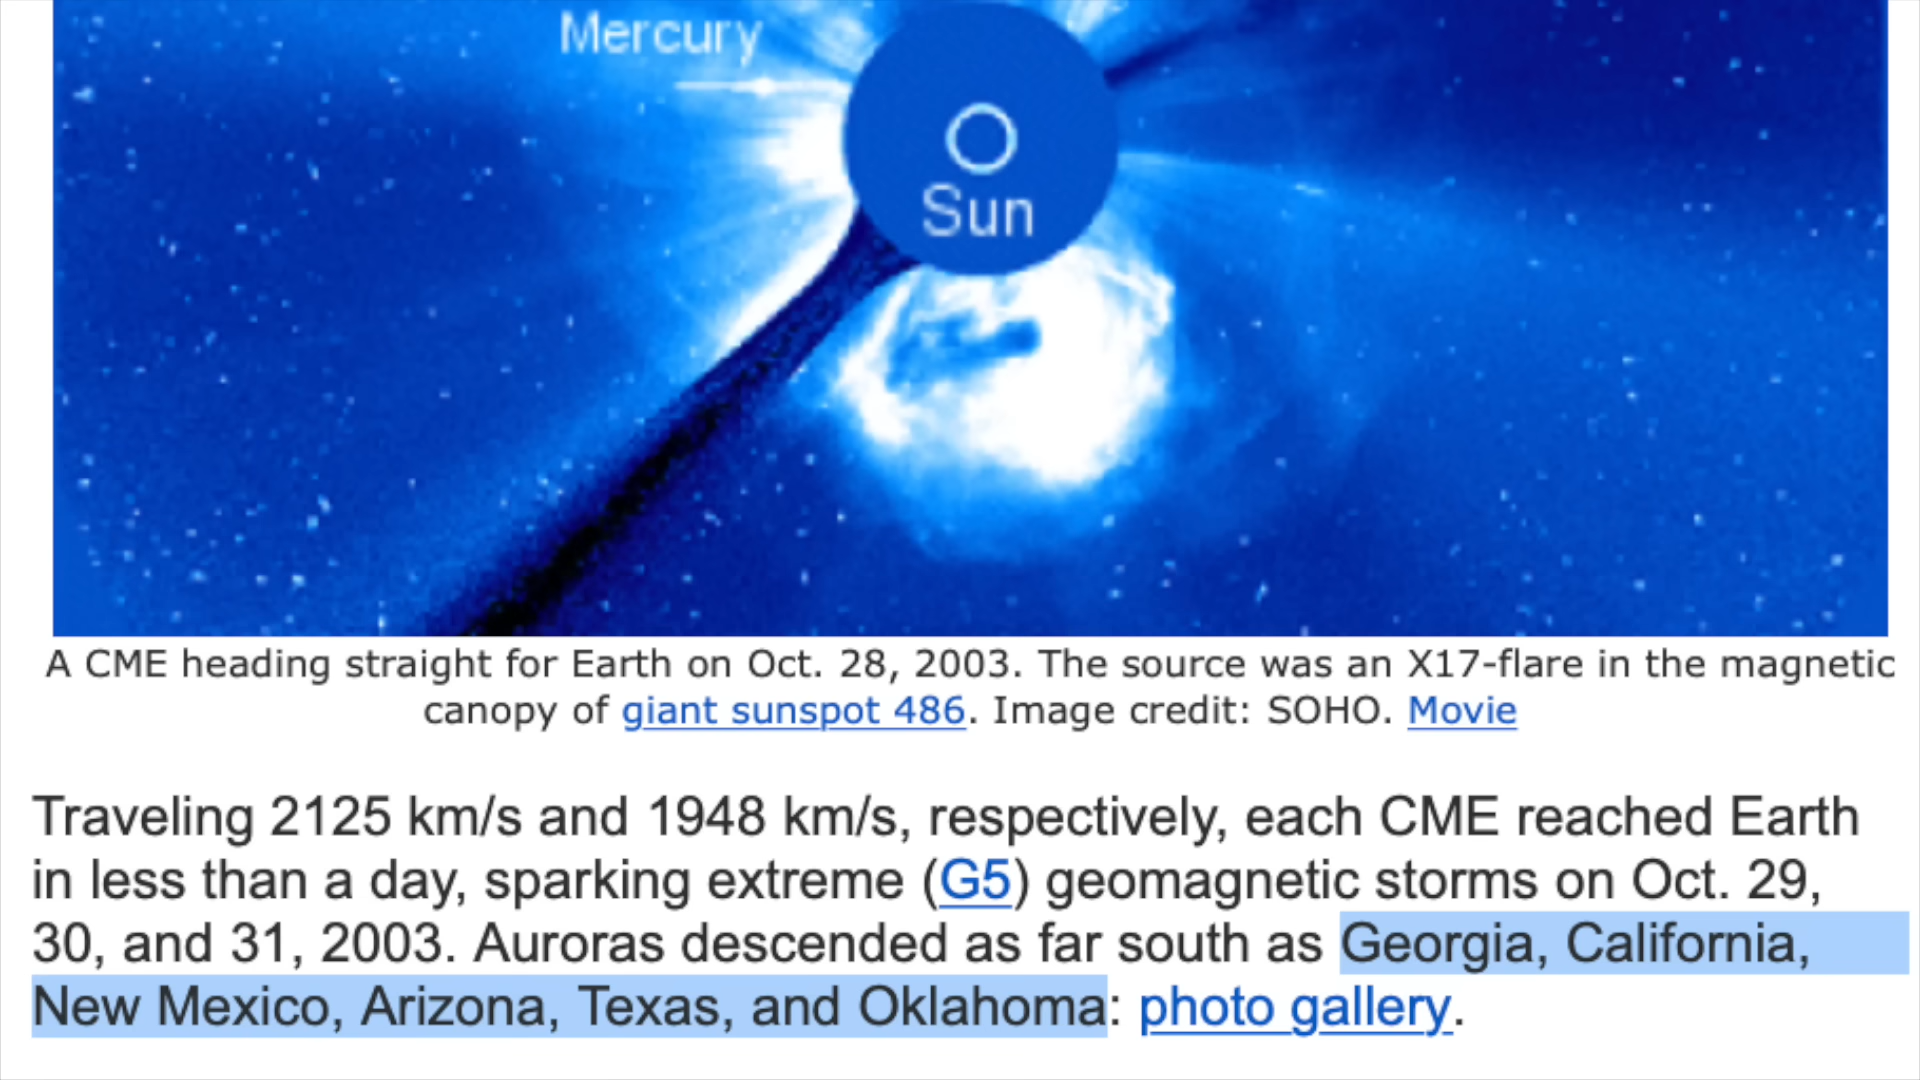 Mercury
Sun
A CME heading straight for Earth on Oct. 28, 2003. The source was an X17-flare in the magnetic
canopy of giant sunspot 486. Image credit: SOHO. Movie
Traveling 2125 km/s and 1948 km/s, respectively, each CME reached Earth
in less than a day, sparking extreme (G5) geomagnetic storms on Oct. 29,
30, and 31, 2003. Auroras descended as far south as Georgia, California,
New Mexico, Arizona, Texas, and Oklahoma: photo gallery.